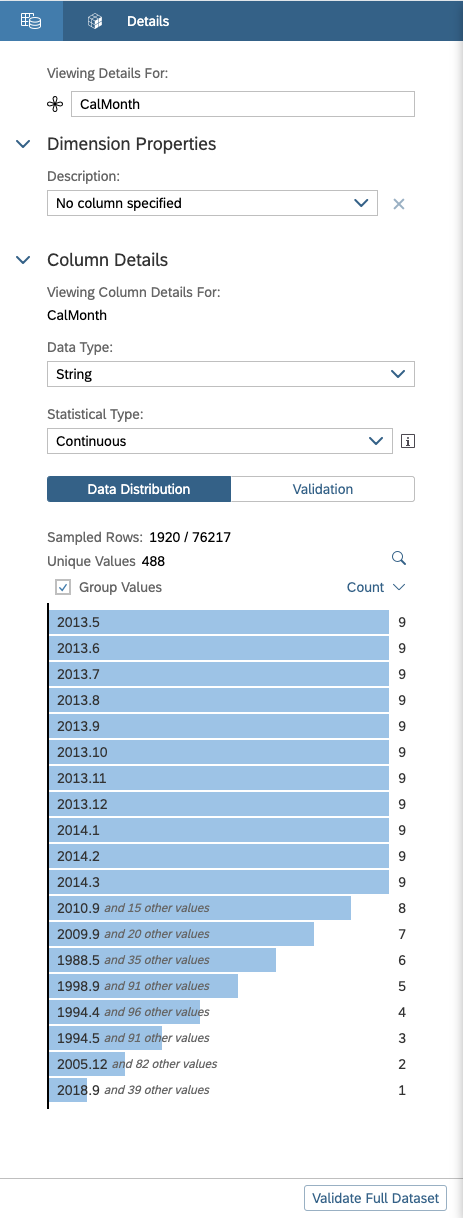 Details
Viewing Details For:
CalMonth
Dimension Properties
Description:
No column specified
Column Details
Viewing Column Details For:
CalMonth
Data Type:
String
Statistical Type:
Continuous
Data Distribution Validation
Sampled Rows: 1920 / 76217
Unique Values 488
Group Values Count
2013.5 9
2013.6 9
2013.7 9
2013.8 9
2013.9 9
2013.10 9
2013.11 9
2013.12 9
2014.1 9
2014.2 9
2014.3 9
2010.9 and 15 other values 8
2009.9 and 20 other values 7
1988.5 and 35 other values 6
1998.9 and 91 other values 5
1994.4 and 96 other values 4
1994.5 and 91 other values 3
2005.12 and 82 other values 2
2018.9 and 39 other values 1
Validate Full Dataset